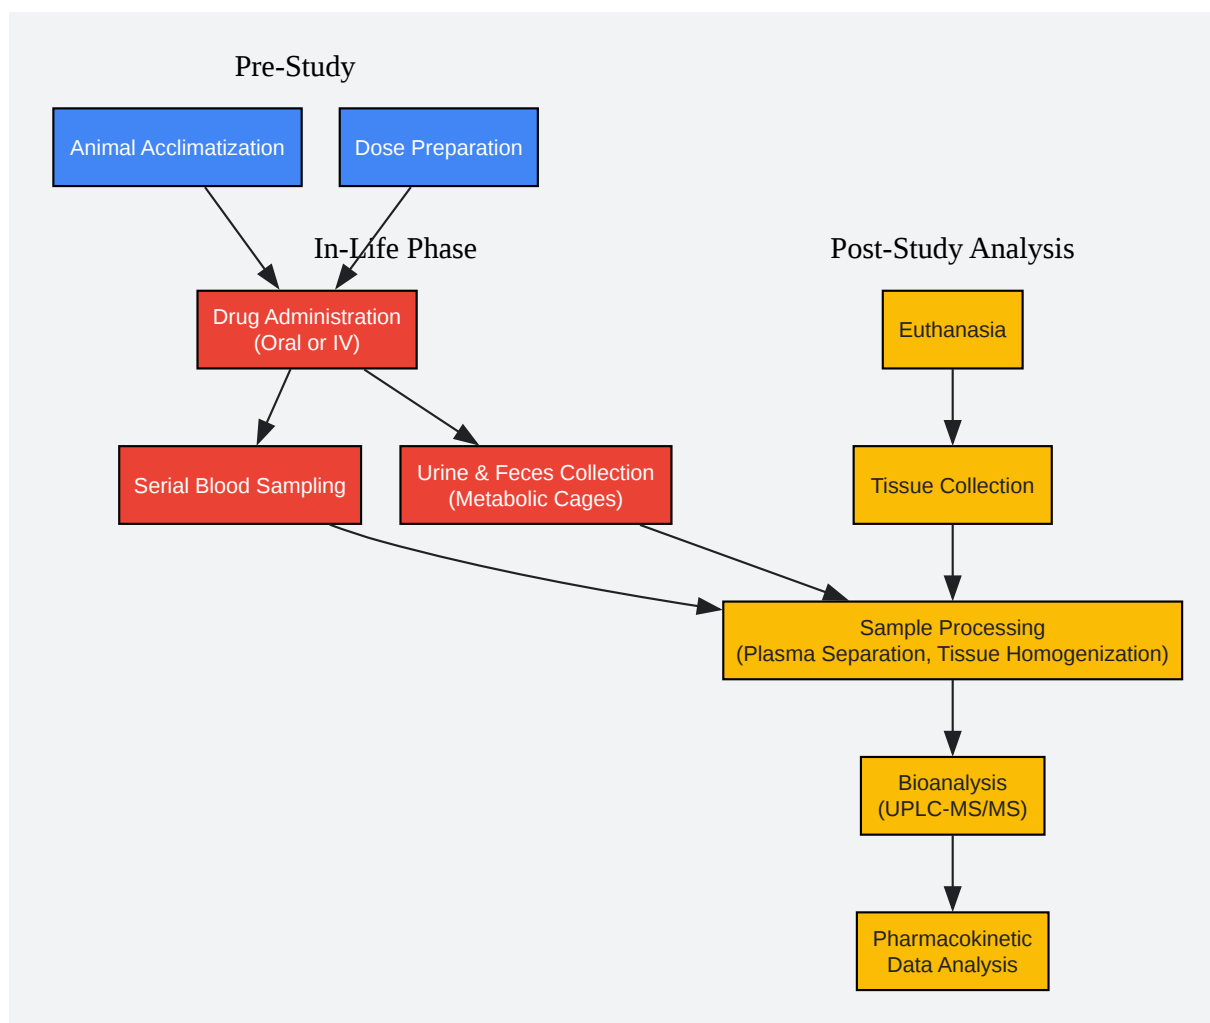 Pre-Study
Animal Acclimatization
Dose Preparation
In-Life Phase
Post-Study Analysis
Drug Administration
(Oral or IV)
Euthanasia
Serial Blood Sampling
Urine & Feces Collection
(Metabolic Cages)
Tissue Collection
Sample Processing
(Plasma Separation, Tissue Homogenization)
Bioanalysis
(UPLC-MS/MS)
Pharmacokinetic
Data Analysis